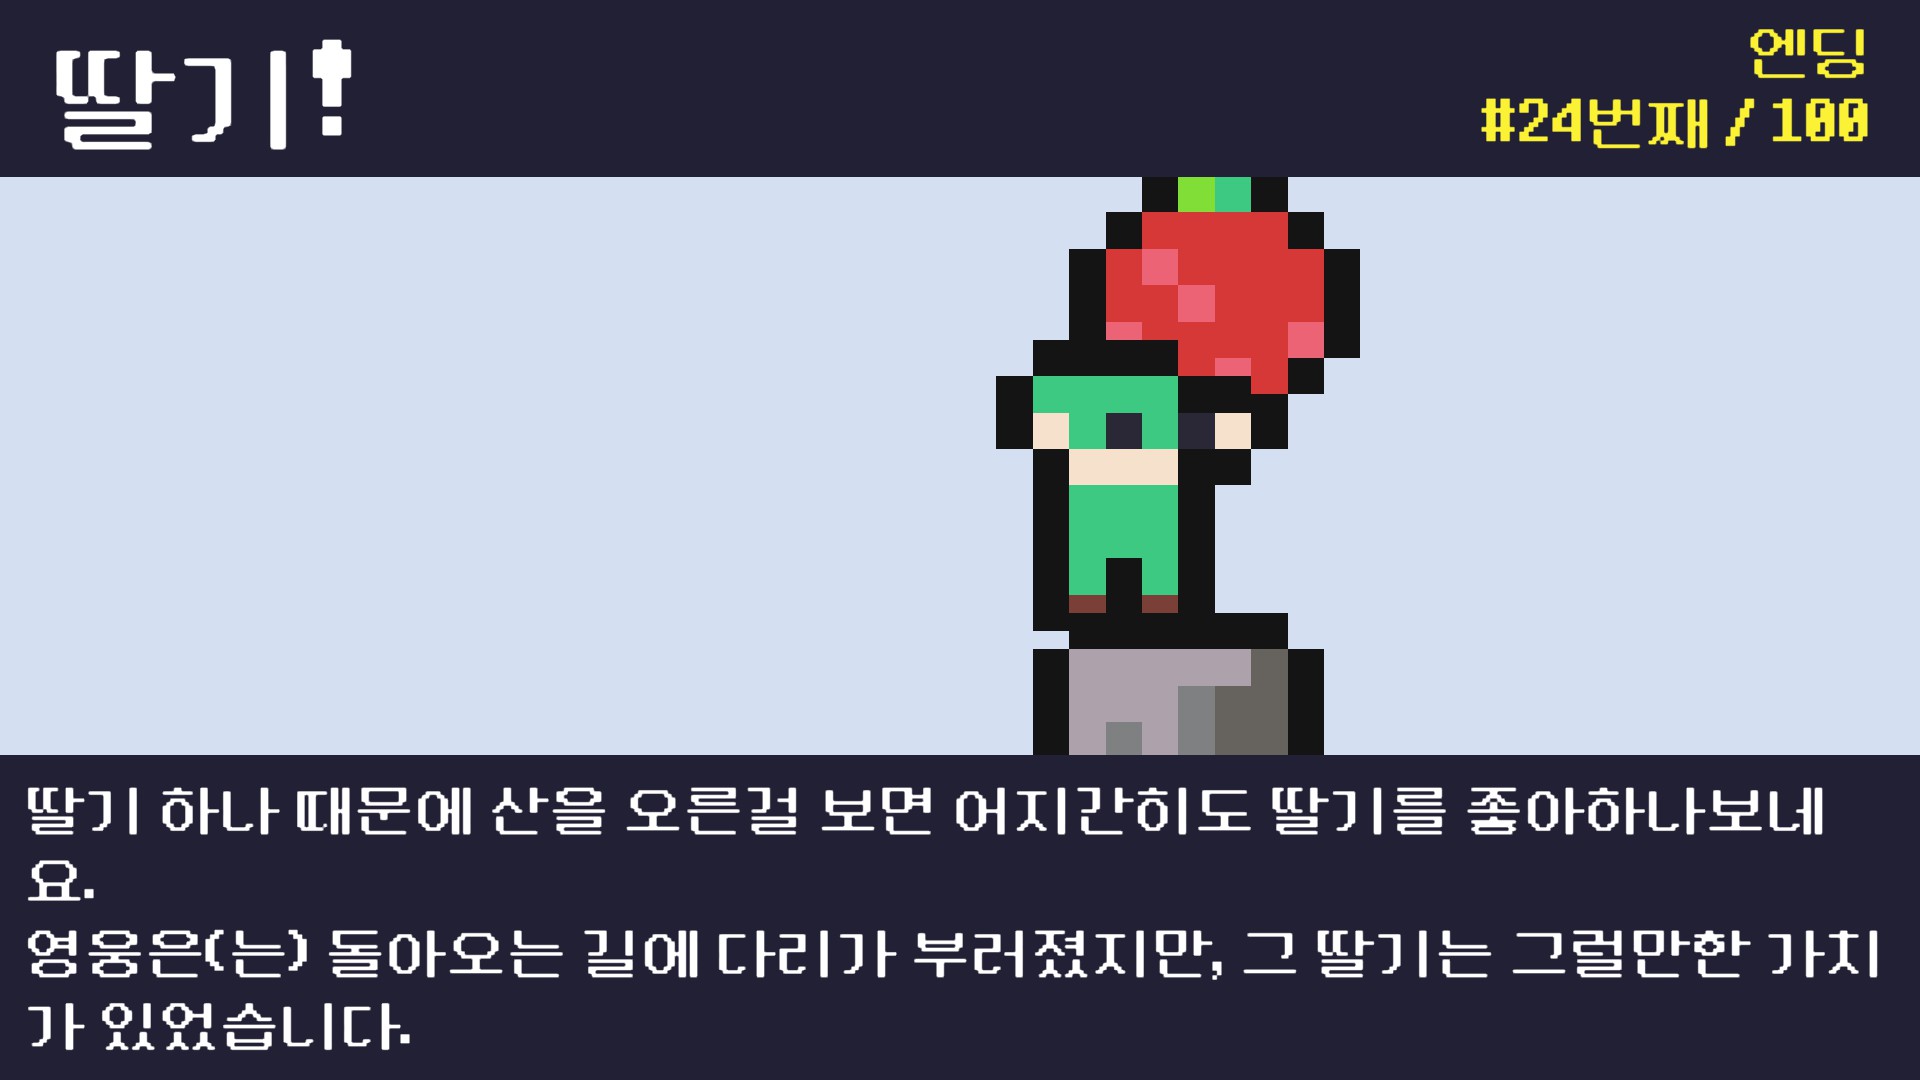 딸기!
엔딩
#24번째 / 100
딸기 하나 때문에 산을 오른걸 보면 어지간히도 딸기를 좋아하나보네
요.
영웅은(는) 돌아오는 길에 다리가 부러졌지만, 그 딸기는 그럴만한 가치
가 있었습니다.